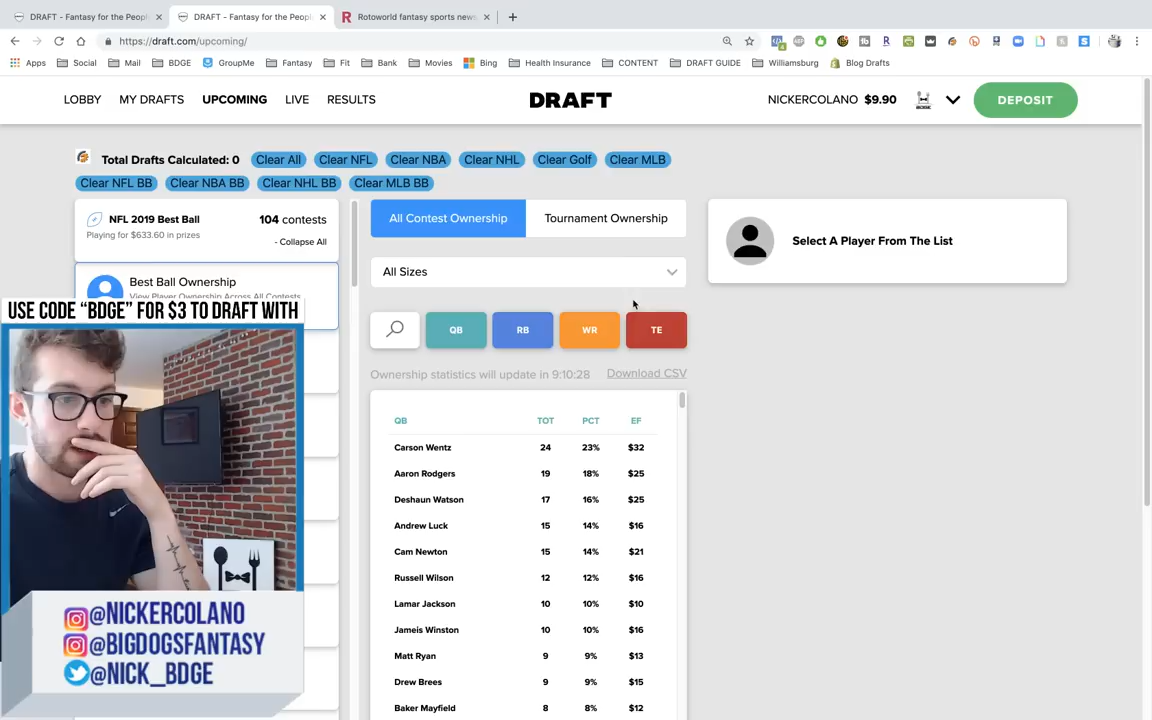 DRAFT - Fantasy for the Peopl
DRAFT - Fantasy for the Peopl
Rotoworld fantasy sports news
https://draft.com/upcoming/
Apps Social Mail BDGE GroupMe Fantasy Fit Bank Movies Bing Health Insurance CONTENT DRAFT GUIDE Williamsburg Blog Drafts
LOBBY MY DRAFTS UPCOMING LIVE RESULTS DRAFT NICKERCOLANO $9.90 DEPOSIT
Total Drafts Calculated: 0 Clear All Clear NFL Clear NBA Clear NHL Clear Golf Clear MLB
Clear NFL BB Clear NBA BB Clear NHL BB Clear MLB BB
NFL 2019 Best Ball 104 contests
Playing for $633.60 in prizes
- Collapse All
Best Ball Ownership
View Player Ownership Across All Contests
All Contest Ownership Tournament Ownership
All Sizes
QB RB WR TE
Ownership statistics will update in 9:10:28 Download CSV
QB TOT PCT EF
Carson Wentz 24 23% $32
Aaron Rodgers 19 18% $25
Deshaun Watson 17 16% $25
Andrew Luck 15 14% $16
Cam Newton 15 14% $21
Russell Wilson 12 12% $16
Lamar Jackson 10 10% $10
Jameis Winston 10 10% $16
Matt Ryan 9 9% $13
Drew Brees 9 9% $15
Baker Mayfield 8 8% $12
Select A Player From The List
USE CODE "BDGE" FOR $3 TO DRAFT WITH
@NICKERCOLANO
@BIGDOGSFANTASY
@NICK_BDGE